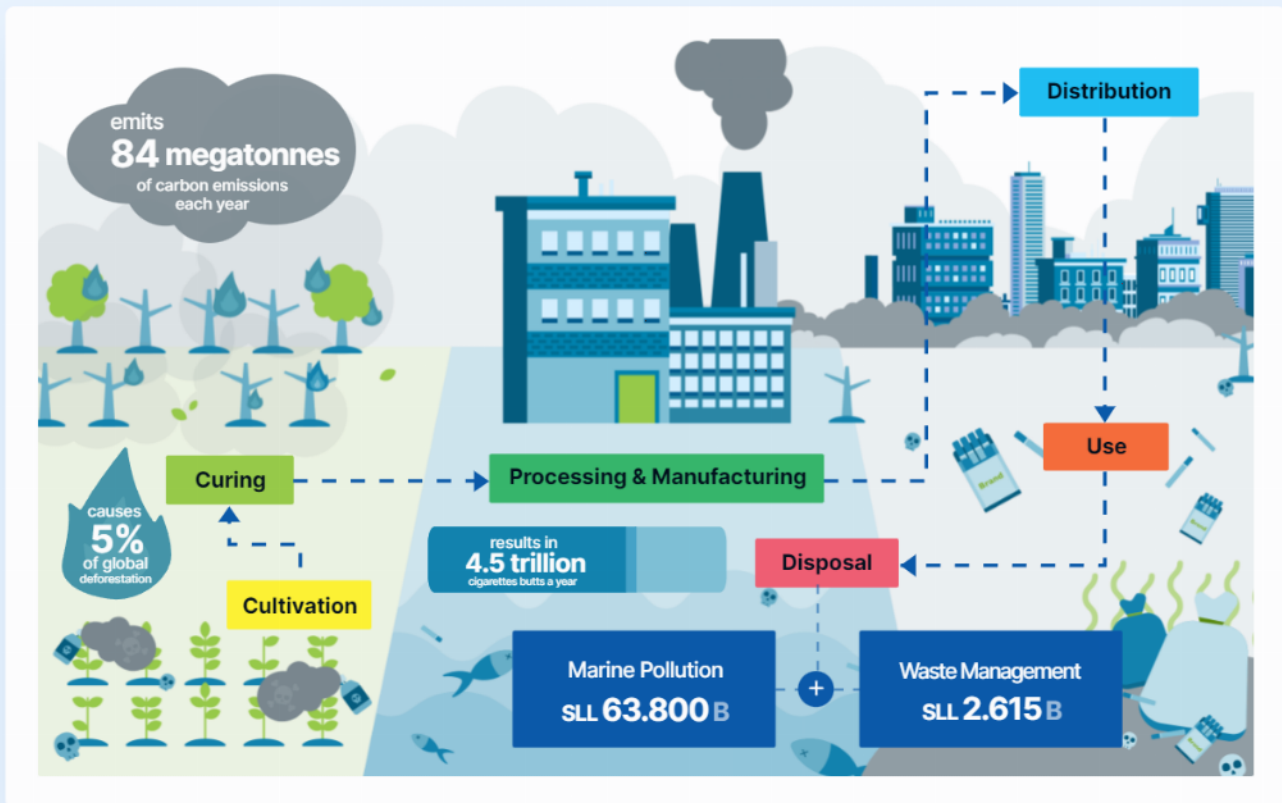 emits
84 megatonnes
of carbon emissions
each year
Distribution
Use
Brand
Brand
Curing
Processing & Manufacturing
causes
5%
of global
deforestation
results in
4.5 trillion
cigarettes butts a year
Disposal
Cultivation
Marine Pollution
SLL 63.800 B
+
Waste Management
SLL 2.615 B